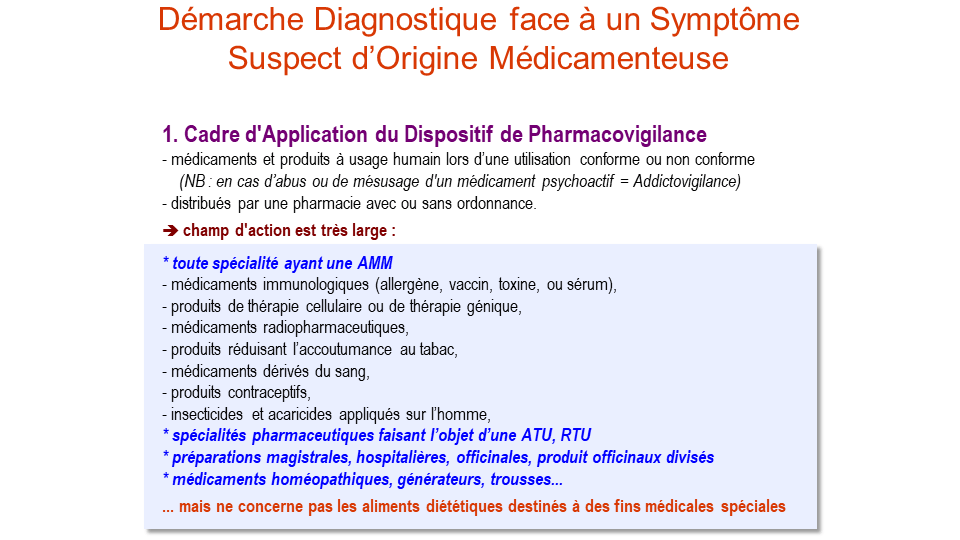 Démarche Diagnostique face à un Symptôme
Suspect d’Origine Médicamenteuse
1. Cadre d'Application du Dispositif de Pharmacovigilance
- médicaments et produits à usage humain lors d’une utilisation conforme ou non conforme
(NB : en cas d’abus ou de mésusage d'un médicament psychoactif = Addictovigilance)
- distribués par une pharmacie avec ou sans ordonnance.
➔ champ d'action est très large :
* toute spécialité ayant une AMM
- médicaments immunologiques (allergène, vaccin, toxine, ou sérum),
- produits de thérapie cellulaire ou de thérapie génique,
- médicaments radiopharmaceutiques,
- produits réduisant l’accoutumance au tabac,
- médicaments dérivés du sang,
- produits contraceptifs,
- insecticides et acaricides appliqués sur l’homme,
* spécialités pharmaceutiques faisant l’objet d’une ATU, RTU
* préparations magistrales, hospitalières, officinales, produit officinaux divisés
* médicaments homéopathiques, générateurs, trousses...
... mais ne concerne pas les aliments diététiques destinés à des fins médicales spéciales